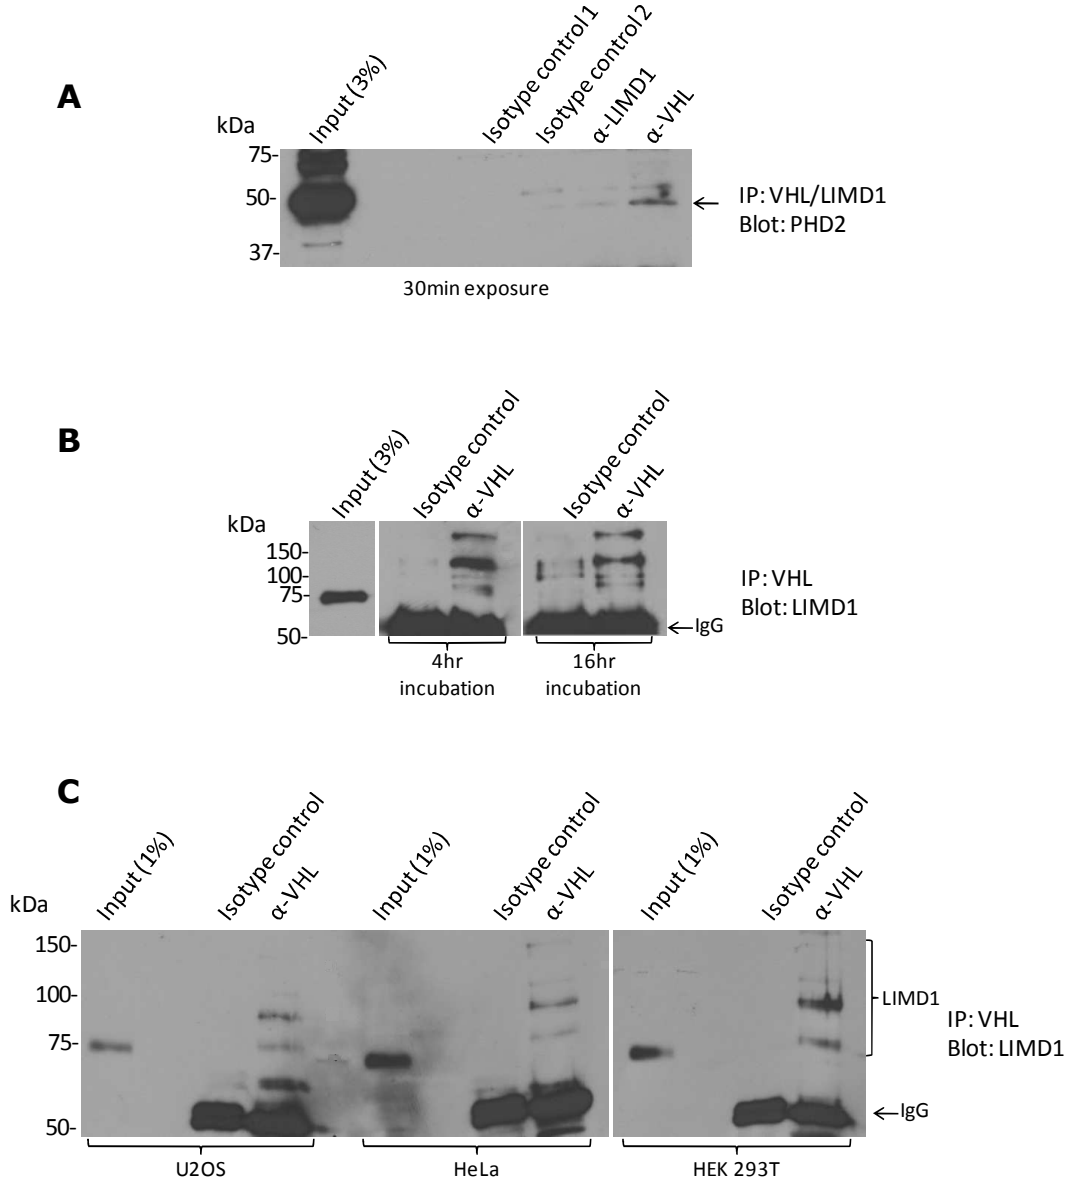 A
kDa
Input (3%)
Isotype control 1
Isotype control 2
α-LIMD1
α-VHL
75-
50-
37-
IP: VHL/LIMD1
Blot: PHD2
30min exposure
B
kDa
Input (3%)
Isotype control
α-VHL
Isotype control
α-VHL
150-
100-
75-
50-
IP: VHL
Blot: LIMD1
IgG
4hr
incubation
16hr
incubation
C
kDa
Input (1%)
Isotype control
α-VHL
Input (1%)
Isotype control
α-VHL
Input (1%)
Isotype control
α-VHL
150-
100-
75-
50-
LIMD1
IP: VHL
Blot: LIMD1
IgG
U2OS
HeLa
HEK 293T